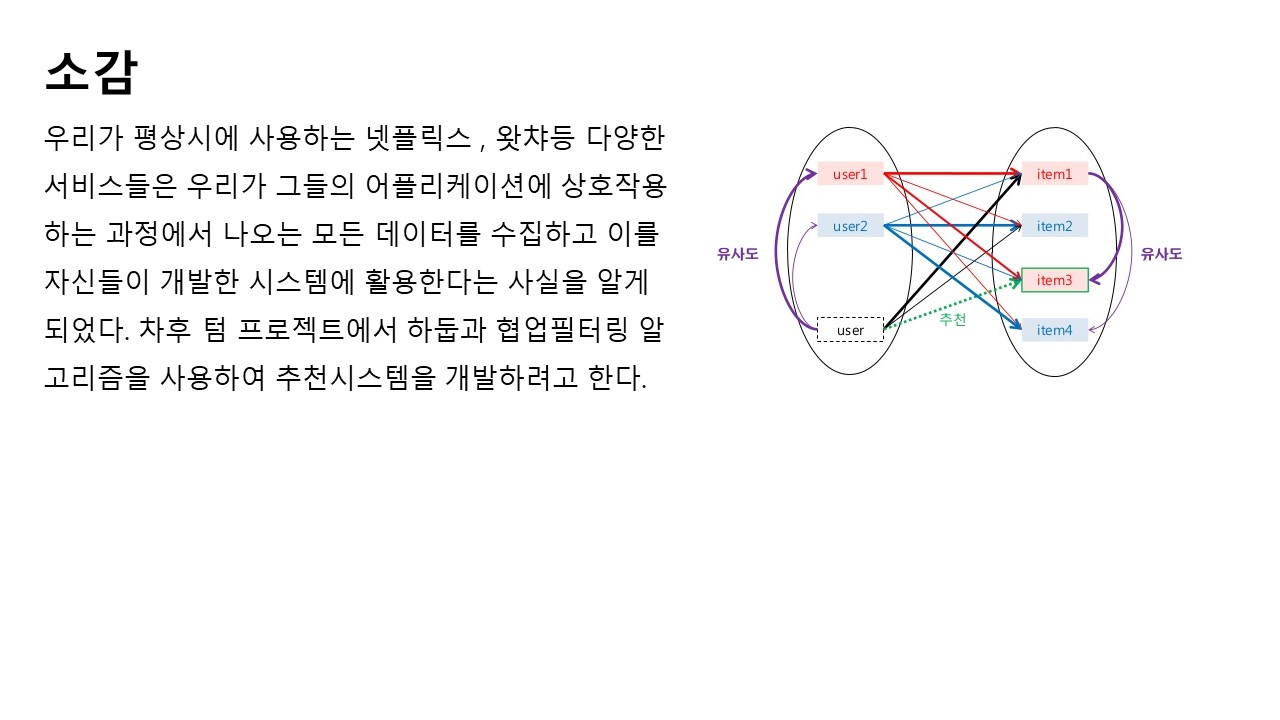 소감
우리가 평상시에 사용하는 넷플릭스 , 왓챠등 다양한
서비스들은 우리가 그들의 어플리케이션에 상호작용
하는 과정에서 나오는 모든 데이터를 수집하고 이를
자신들이 개발한 시스템에 활용한다는 사실을 알게
되었다. 차후 텀 프로젝트에서 하둡과 협업필터링 알
고리즘을 사용하여 추천시스템을 개발하려고 한다.
user1
item1
user2
item2
유사도
유사도
item3
추천
user
item4